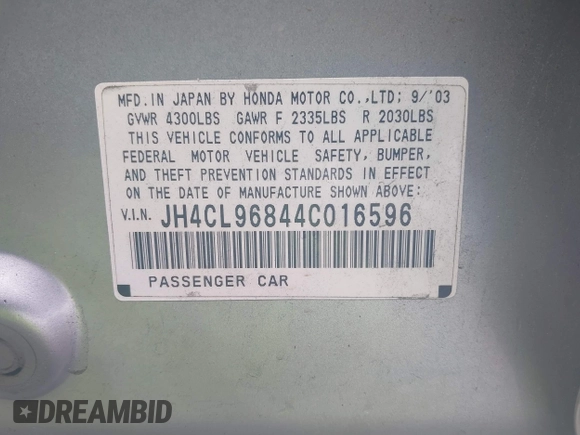 MFD. IN JAPAN BY HONDA MOTOR CO.,LTD; 9/'03
GVWR 4300LBS GAWR F 2335LBS R 2030LBS
THIS VEHICLE CONFORMS TO ALL APPLICABLE
FEDERAL MOTOR VEHICLE SAFETY, BUMPER,
AND THEFT PREVENTION STANDARDS IN EFFECT
ON THE DATE OF MANUFACTURE SHOWN ABOVE:
V.I.N. JH4CL96844C016596
PASSENGER CAR
DREAMBID